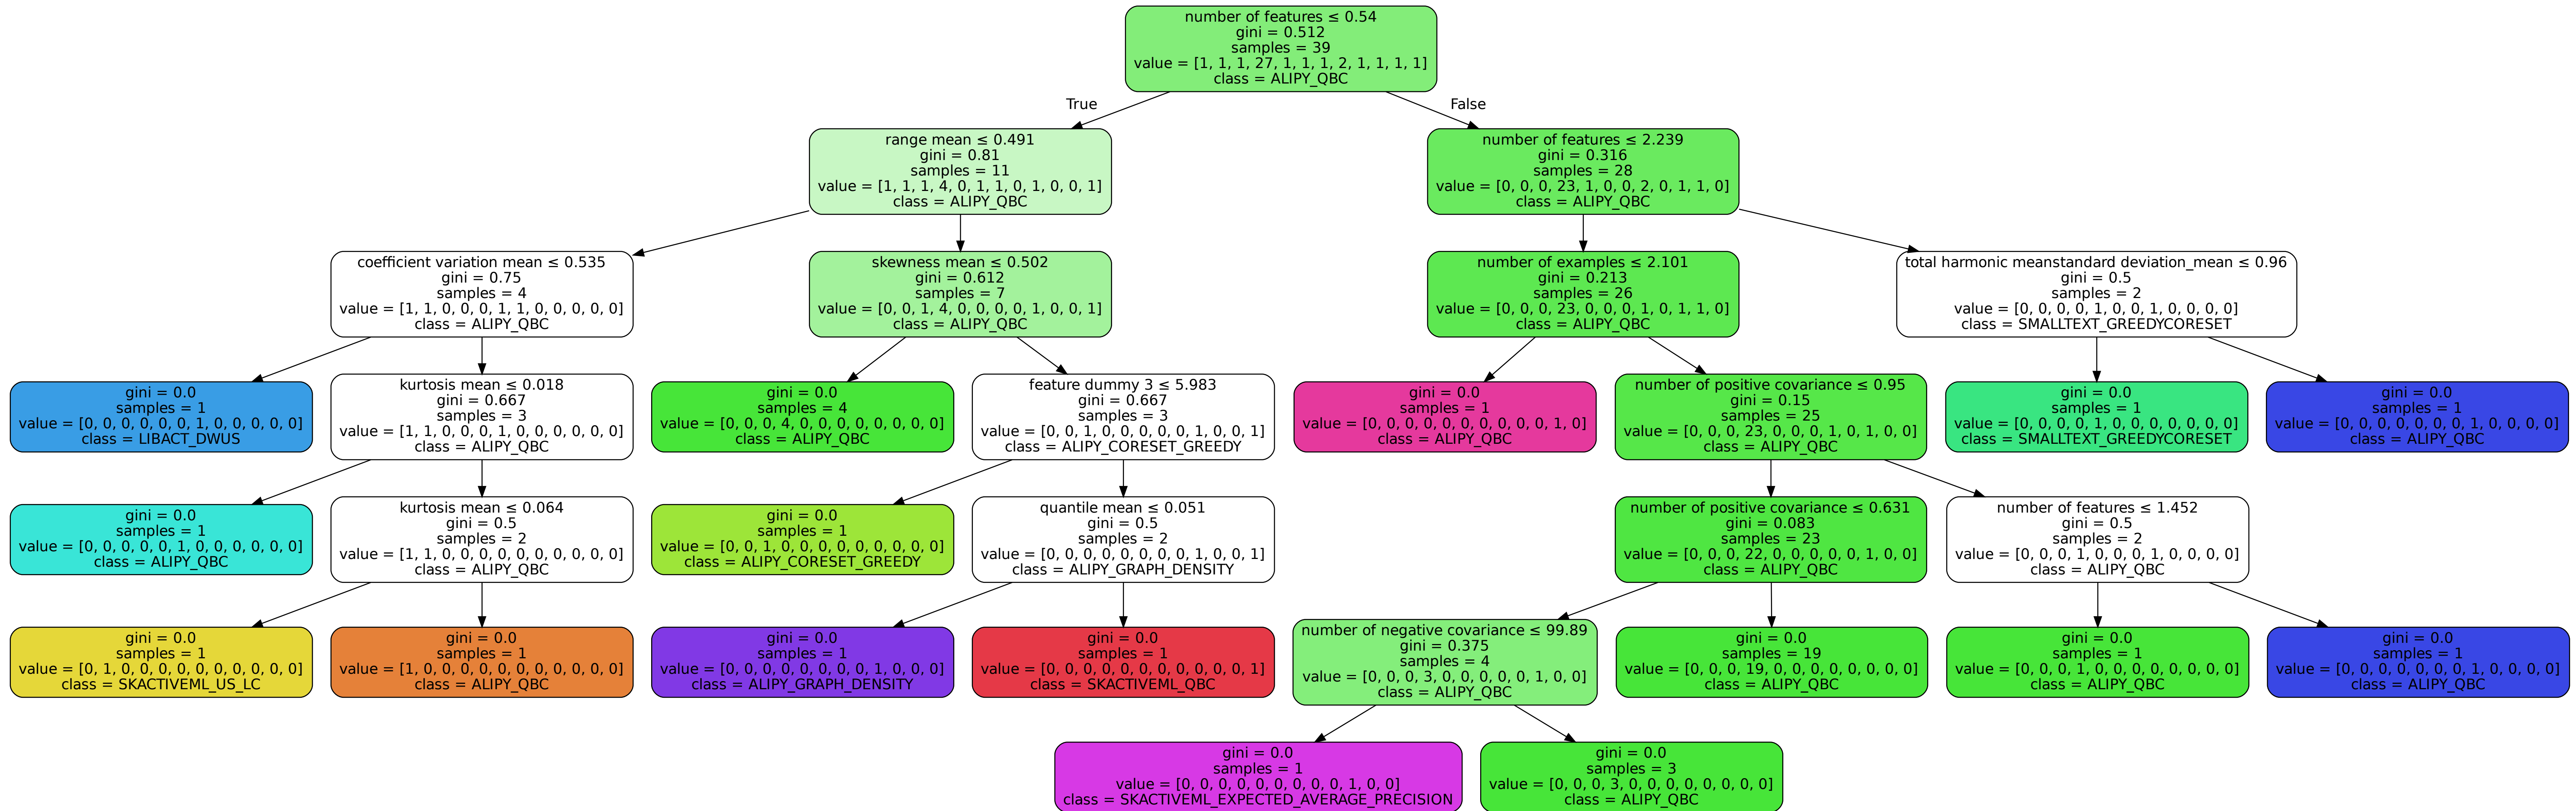 number of features ≤ 0.54
gini = 0.512
samples = 39
value = [1, 1, 1, 27, 1, 1, 1, 2, 1, 1, 1, 1]
class = ALIPY_QBC
True
False
range mean ≤ 0.491
gini = 0.81
samples = 11
value = [1, 1, 1, 4, 0, 1, 1, 0, 1, 0, 0, 1]
class = ALIPY_QBC
number of features ≤ 2.239
gini = 0.316
samples = 28
value = [0, 0, 0, 23, 1, 0, 0, 2, 0, 1, 1, 0]
class = ALIPY_QBC
coefficient variation mean ≤ 0.535
gini = 0.75
samples = 4
value = [1, 1, 0, 0, 0, 1, 1, 0, 0, 0, 0, 0]
class = ALIPY_QBC
skewness mean ≤ 0.502
gini = 0.612
samples = 7
value = [0, 0, 1, 4, 0, 0, 0, 0, 1, 0, 0, 1]
class = ALIPY_QBC
number of examples ≤ 2.101
gini = 0.213
samples = 26
value = [0, 0, 0, 23, 0, 0, 0, 1, 0, 1, 1, 0]
class = ALIPY_QBC
total harmonic meanstandard deviation_mean ≤ 0.96
gini = 0.5
samples = 2
value = [0, 0, 0, 0, 1, 0, 0, 1, 0, 0, 0, 0]
class = SMALLTEXT_GREEDYCORESET
gini = 0.0
samples = 1
value = [0, 0, 0, 0, 0, 0, 1, 0, 0, 0, 0, 0]
class = LIBACT_DWUS
kurtosis mean ≤ 0.018
gini = 0.667
samples = 3
value = [1, 1, 0, 0, 0, 1, 0, 0, 0, 0, 0, 0]
class = ALIPY_QBC
gini = 0.0
samples = 4
value = [0, 0, 0, 4, 0, 0, 0, 0, 0, 0, 0, 0]
class = ALIPY_QBC
feature dummy 3 ≤ 5.983
gini = 0.667
samples = 3
value = [0, 0, 1, 0, 0, 0, 0, 0, 1, 0, 0, 1]
class = ALIPY_CORESET_GREEDY
gini = 0.0
samples = 1
value = [0, 0, 0, 0, 0, 0, 0, 0, 0, 0, 1, 0]
class = ALIPY_QBC
number of positive covariance ≤ 0.95
gini = 0.15
samples = 25
value = [0, 0, 0, 23, 0, 0, 0, 1, 0, 1, 0, 0]
class = ALIPY_QBC
gini = 0.0
samples = 1
value = [0, 0, 0, 0, 1, 0, 0, 0, 0, 0, 0, 0]
class = SMALLTEXT_GREEDYCORESET
gini = 0.0
samples = 1
value = [0, 0, 0, 0, 0, 0, 0, 1, 0, 0, 0, 0]
class = ALIPY_QBC
gini = 0.0
samples = 1
value = [0, 0, 0, 0, 0, 1, 0, 0, 0, 0, 0, 0]
class = ALIPY_QBC
kurtosis mean ≤ 0.064
gini = 0.5
samples = 2
value = [1, 1, 0, 0, 0, 0, 0, 0, 0, 0, 0, 0]
class = ALIPY_QBC
gini = 0.0
samples = 1
value = [0, 0, 1, 0, 0, 0, 0, 0, 0, 0, 0, 0]
class = ALIPY_CORESET_GREEDY
quantile mean ≤ 0.051
gini = 0.5
samples = 2
value = [0, 0, 0, 0, 0, 0, 0, 0, 1, 0, 0, 1]
class = ALIPY_GRAPH_DENSITY
number of positive covariance ≤ 0.631
gini = 0.083
samples = 23
value = [0, 0, 0, 22, 0, 0, 0, 0, 0, 1, 0, 0]
class = ALIPY_QBC
number of features ≤ 1.452
gini = 0.5
samples = 2
value = [0, 0, 0, 1, 0, 0, 0, 1, 0, 0, 0, 0]
class = ALIPY_QBC
gini = 0.0
samples = 1
value = [0, 1, 0, 0, 0, 0, 0, 0, 0, 0, 0, 0]
class = SKACTIVEML_US_LC
gini = 0.0
samples = 1
value = [1, 0, 0, 0, 0, 0, 0, 0, 0, 0, 0, 0]
class = ALIPY_QBC
gini = 0.0
samples = 1
value = [0, 0, 0, 0, 0, 0, 0, 0, 1, 0, 0, 0]
class = ALIPY_GRAPH_DENSITY
gini = 0.0
samples = 1
value = [0, 0, 0, 0, 0, 0, 0, 0, 0, 0, 0, 1]
class = SKACTIVEML_QBC
number of negative covariance ≤ 99.89
gini = 0.375
samples = 4
value = [0, 0, 0, 3, 0, 0, 0, 0, 0, 1, 0, 0]
class = ALIPY_QBC
gini = 0.0
samples = 19
value = [0, 0, 0, 19, 0, 0, 0, 0, 0, 0, 0, 0]
class = ALIPY_QBC
gini = 0.0
samples = 1
value = [0, 0, 0, 1, 0, 0, 0, 0, 0, 0, 0, 0]
class = ALIPY_QBC
gini = 0.0
samples = 1
value = [0, 0, 0, 0, 0, 0, 0, 1, 0, 0, 0, 0]
class = ALIPY_QBC
gini = 0.0
samples = 1
value = [0, 0, 0, 0, 0, 0, 0, 0, 0, 1, 0, 0]
class = SKACTIVEML_EXPECTED_AVERAGE_PRECISION
gini = 0.0
samples = 3
value = [0, 0, 0, 3, 0, 0, 0, 0, 0, 0, 0, 0]
class = ALIPY_QBC